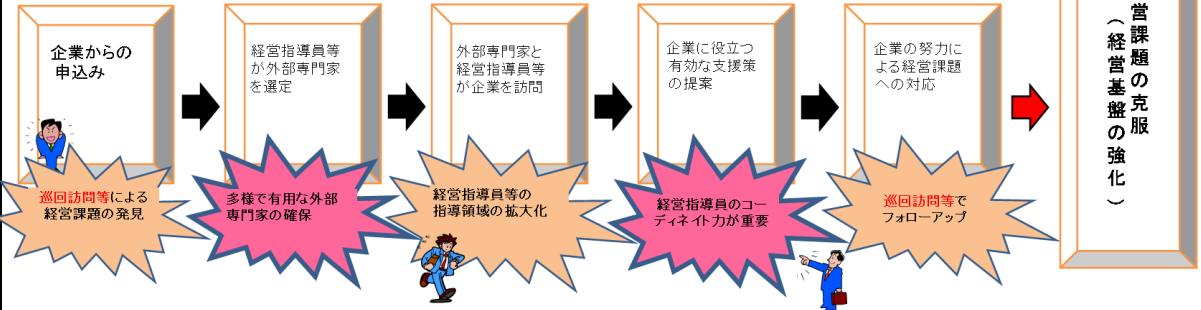 企業からの
申込み
経営指導員等
が外部専門家
を選定
外部専門家と
経営指導員等
が企業を訪問
企業に役立つ
有効な支援策
の提案
企業の努力に
よる経営課題
への対応
営課題の克服
（経営基盤の強化）
巡回訪問等による
経営課題の発見
多様で有用な外部
専門家の確保
経営指導員等の
指導領域の拡大化
経営指導員のコー
ディネイト力が重要
巡回訪問等で
フォローアップ